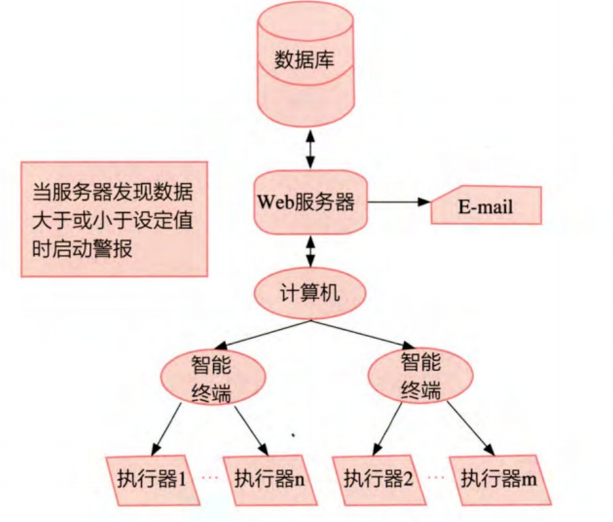 数据库
当服务器发现数据
大于或小于设定值
时启动警报
Web服务器
E-mail
计算机
智能
终端
智能
终端
执行器1
···
执行器n
执行器2
···
执行器m